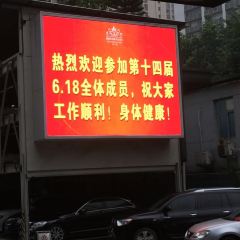 热烈欢迎参加第十四届
6.18全体成员，祝大家
工作顺利！身体健康！